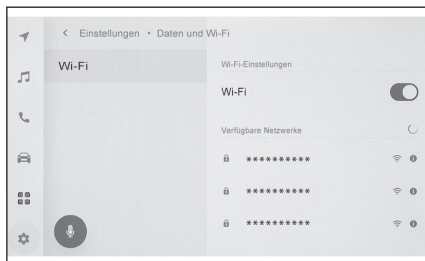 < Einstellungen • Daten und Wi-Fi
Wi-Fi
Wi-Fi-Einstellungen
Wi-Fi
Verfügbare Netzwerke
**********
**********
**********